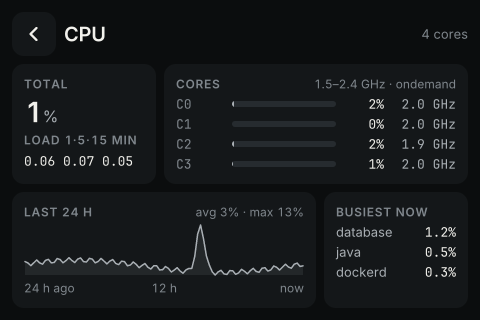 CPU
4 cores
TOTAL
1%
LOAD 1·5·15 MIN
0.06 0.07 0.05
CORES 1.5–2.4 GHz · ondemand
C0 2% 2.0 GHz
C1 0% 2.0 GHz
C2 2% 1.9 GHz
C3 1% 2.0 GHz
LAST 24 H avg 3% · max 13%
24 h ago 12 h now
BUSIEST NOW
database 1.2%
java 0.5%
dockerd 0.3%